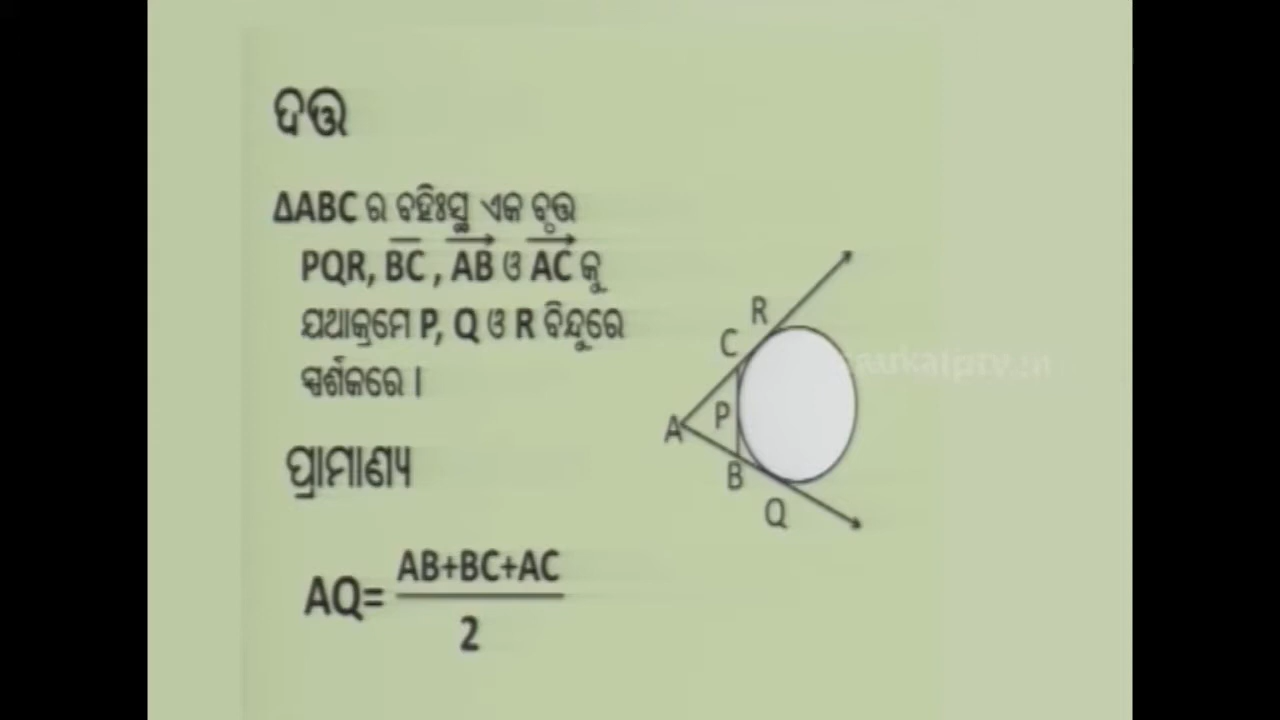 ଦତ୍ତ
ΔABC ର ବହିଃସ୍ଥ ଏକ ବୃତ୍ତ
PQR, BC , AB ଓ AC କୁ
ଯଥାକ୍ରମେ P, Q ଓ R ବିନ୍ଦୁରେ
ସ୍ପର୍ଶକରେ ।
ପ୍ରାମାଣ୍ୟ
AQ= AB+BC+AC
2
R
C
A
P
B
Q